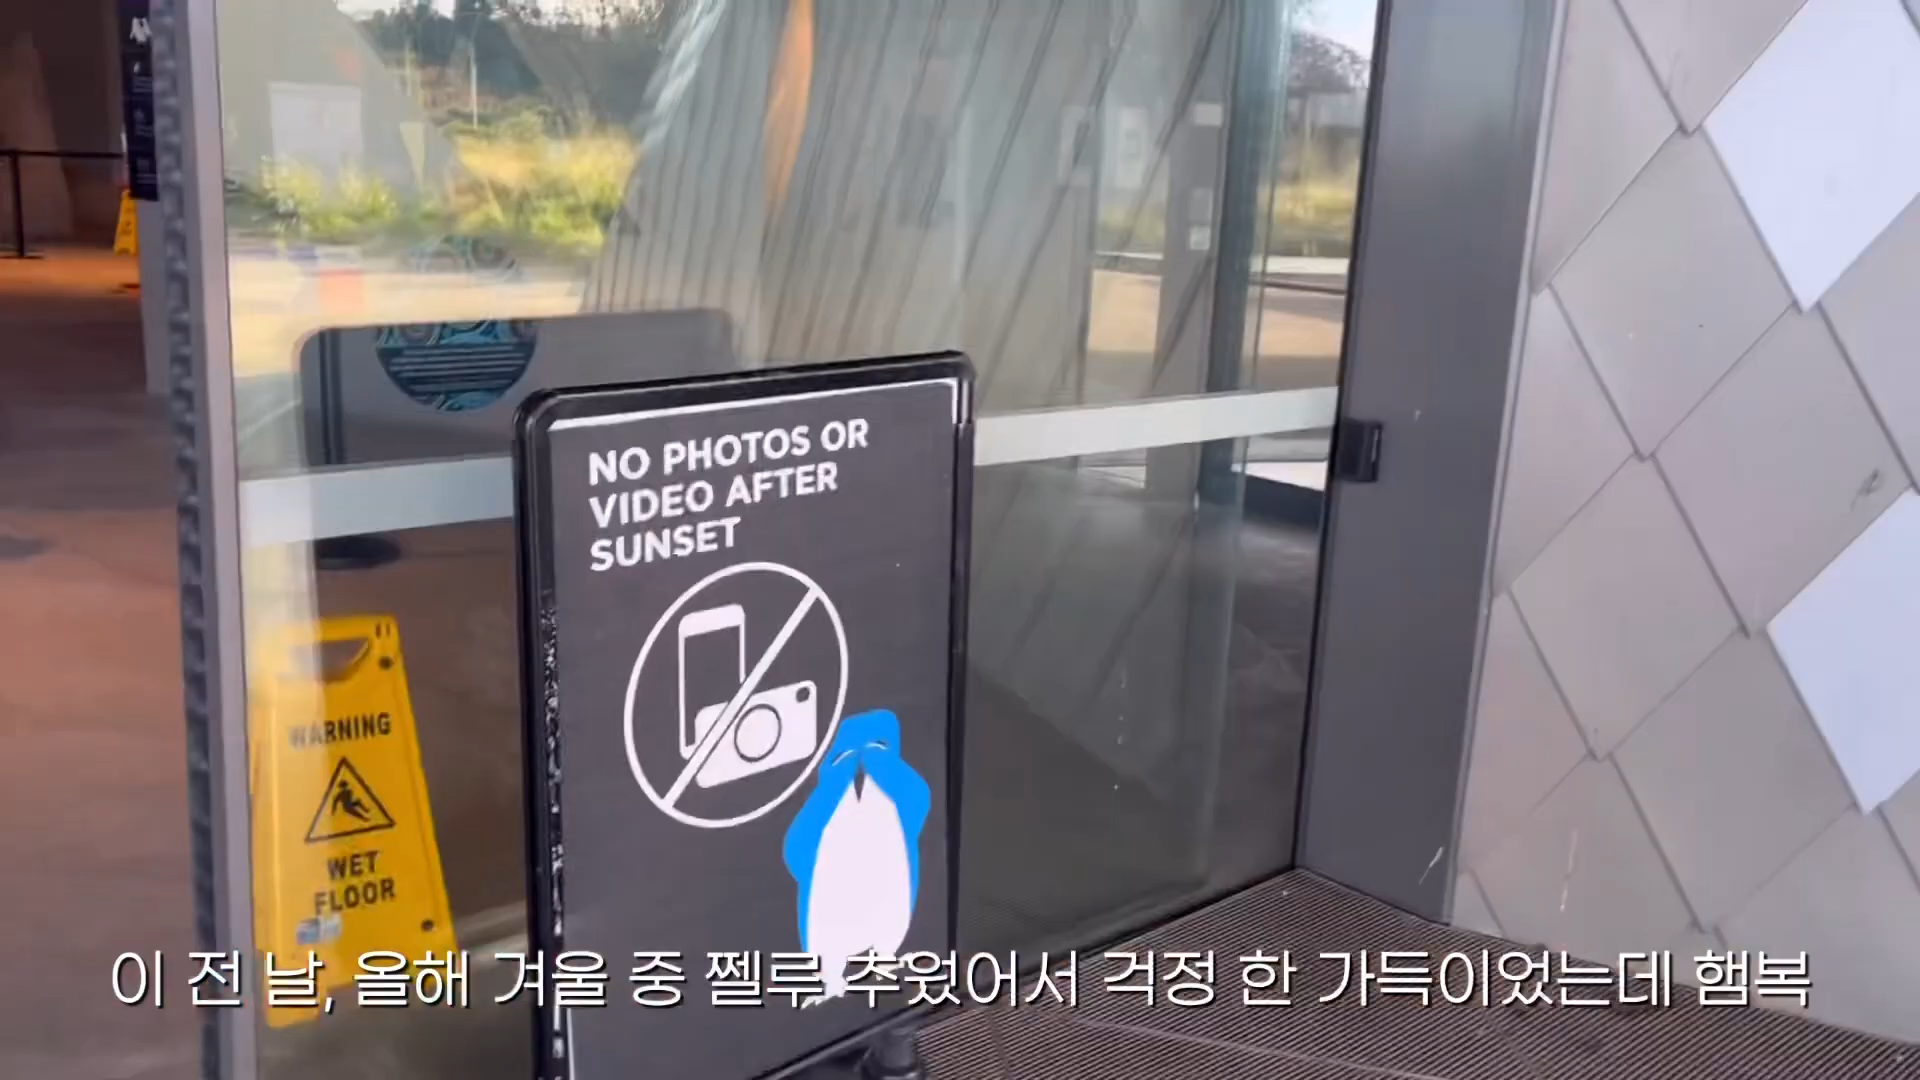 NO PHOTOS OR
VIDEO AFTER
SUNSET
WARNING
WET
FLOOR
이 전 날, 올해 겨울 중 쩰루 추웠어서 걱정 한 가득이었는데 햄복